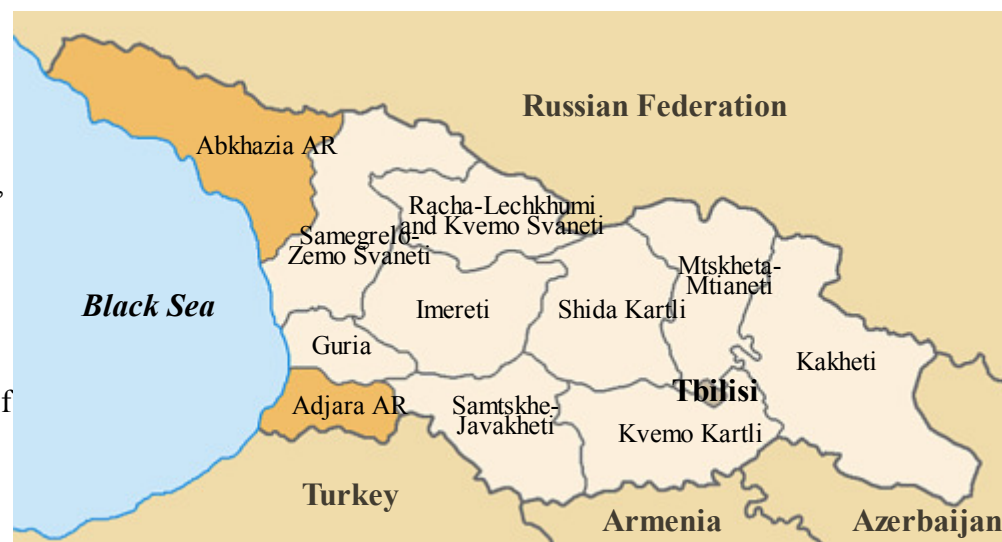 Russian Federation
Abkhazia AR
,
Racha-Lechkhumi
and Kvemo Svaneti
Samegrelo-
Zemo Svaneti
Mtskheta-
Mtianeti
Black Sea
Imereti
Shida Kartli
Guria
Kakheti
Tbilisi
f
Adjara AR
Samtskhe-
Javakheti
Kvemo Kartli
Turkey
Armenia
Azerbaijan